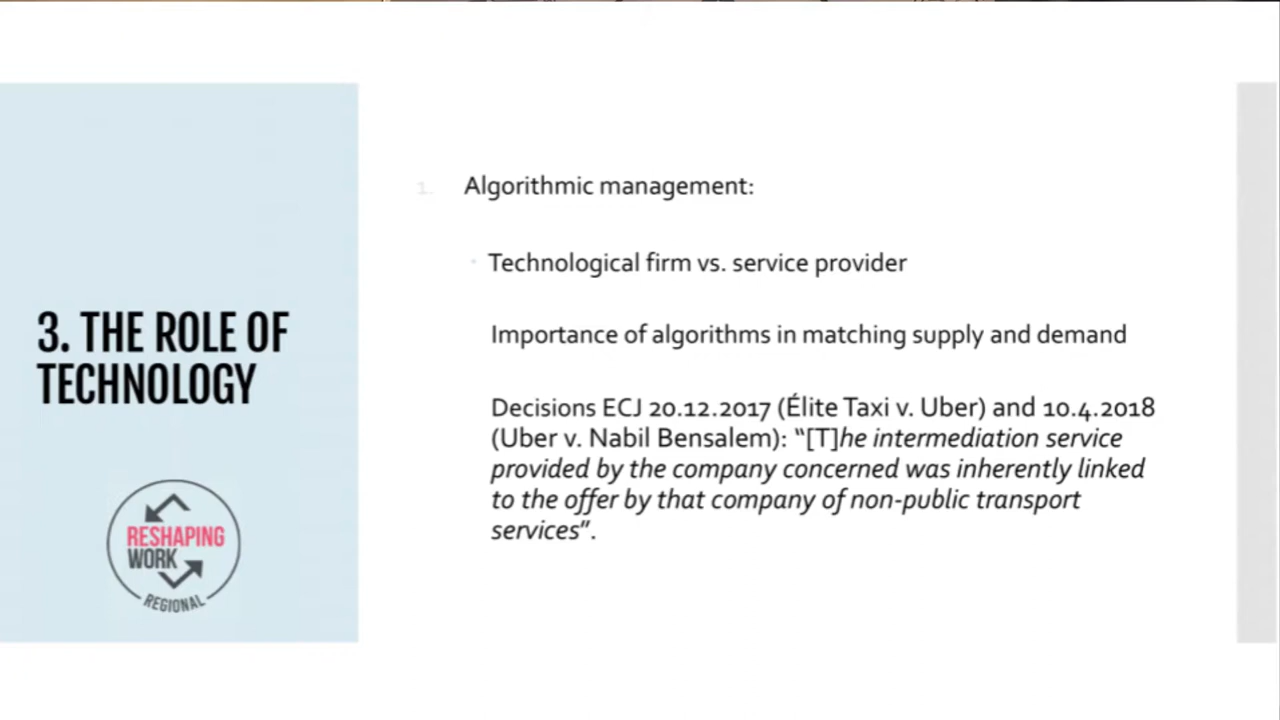 3. THE ROLE OF
TECHNOLOGY
RESHAPING
WORK
REGIONAL
1. Algorithmic management:
Technological firm vs. service provider
Importance of algorithms in matching supply and demand
Decisions ECJ 20.12.2017 (Élite Taxi v. Uber) and 10.4.2018
(Uber v. Nabil Bensalem): “[T]he intermediation service
provided by the company concerned was inherently linked
to the offer by that company of non-public transport
services”.